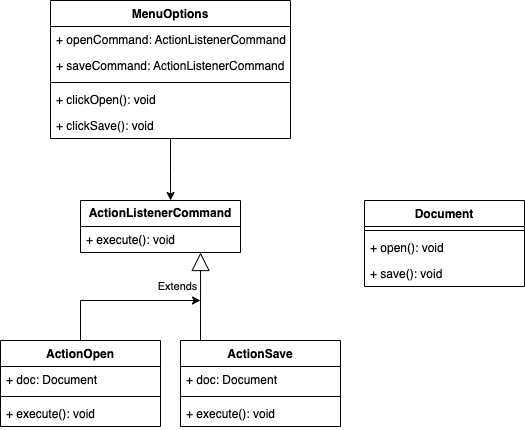 MenuOptions
+ openCommand: ActionListenerCommand
+ saveCommand: ActionListenerCommand
+ clickOpen(): void
+ clickSave(): void
ActionListenerCommand
+ execute(): void
Document
+ open(): void
+ save(): void
Extends
ActionOpen
+ doc: Document
+ execute(): void
ActionSave
+ doc: Document
+ execute(): void